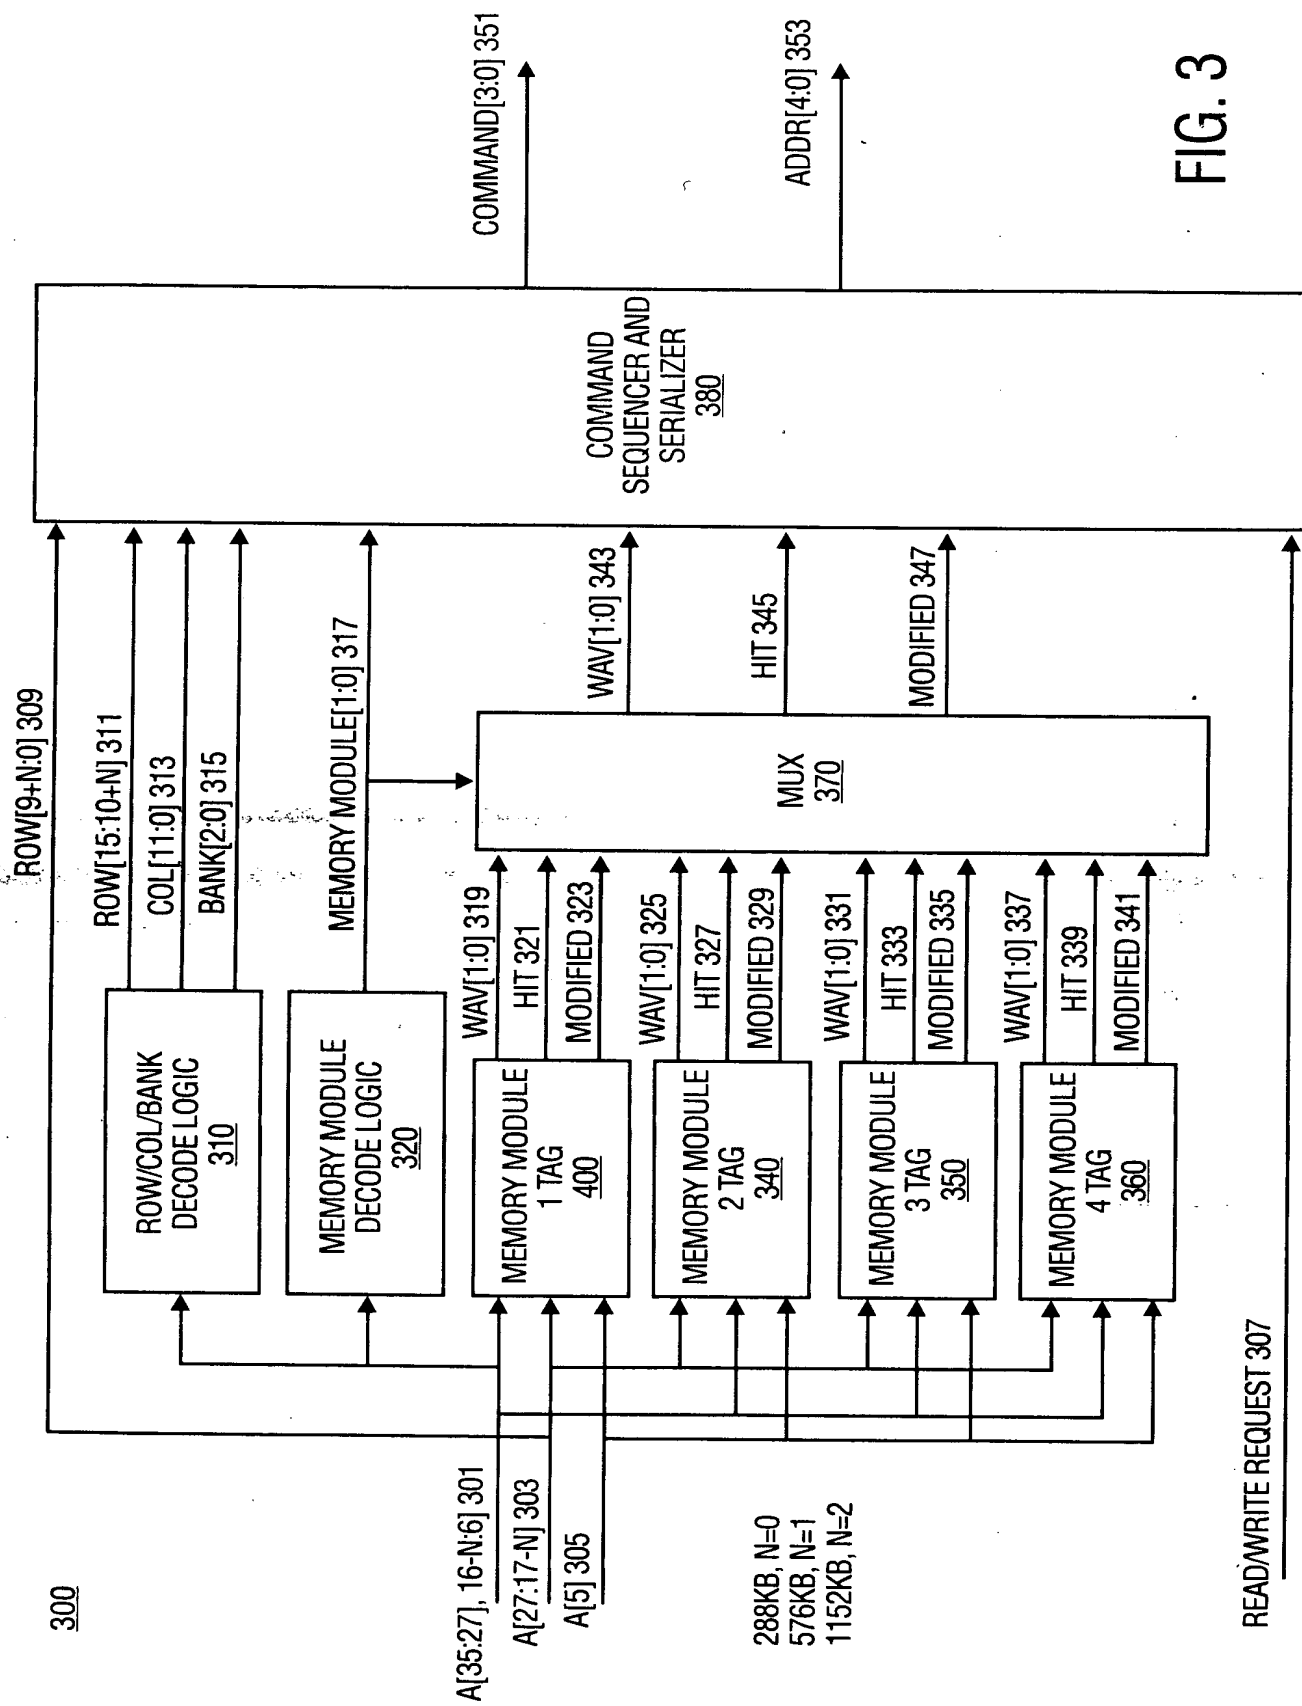 300
ROW[9+N:0] 309
ROW[15:10+N] 311
COL[11:0] 313
BANK[2:0] 315
MEMORY MODULE[1:0] 317
ROW/COL/BANK
DECODE LOGIC
310
MEMORY MODULE
DECODE LOGIC
320
A[35:27], 16-N:6] 301
A[27:17-N] 303
A[5] 305
MEMORY MODULE
1 TAG
400
WAV[1:0] 319
HIT 321
MODIFIED 323
MEMORY MODULE
2 TAG
340
WAV[1:0] 325
HIT 327
MODIFIED 329
MEMORY MODULE
3 TAG
350
WAV[1:0] 331
HIT 333
MODIFIED 335
MEMORY MODULE
4 TAG
360
WAV[1:0] 337
HIT 339
MODIFIED 341
MUX
370
WAV[1:0] 343
HIT 345
MODIFIED 347
COMMAND
SEQUENCER AND
SERIALIZER
380
COMMAND[3:0] 351
ADDR[4:0] 353
288KB, N=0
576KB, N=1
1152KB, N=2
READ/WRITE REQUEST 307
FIG. 3